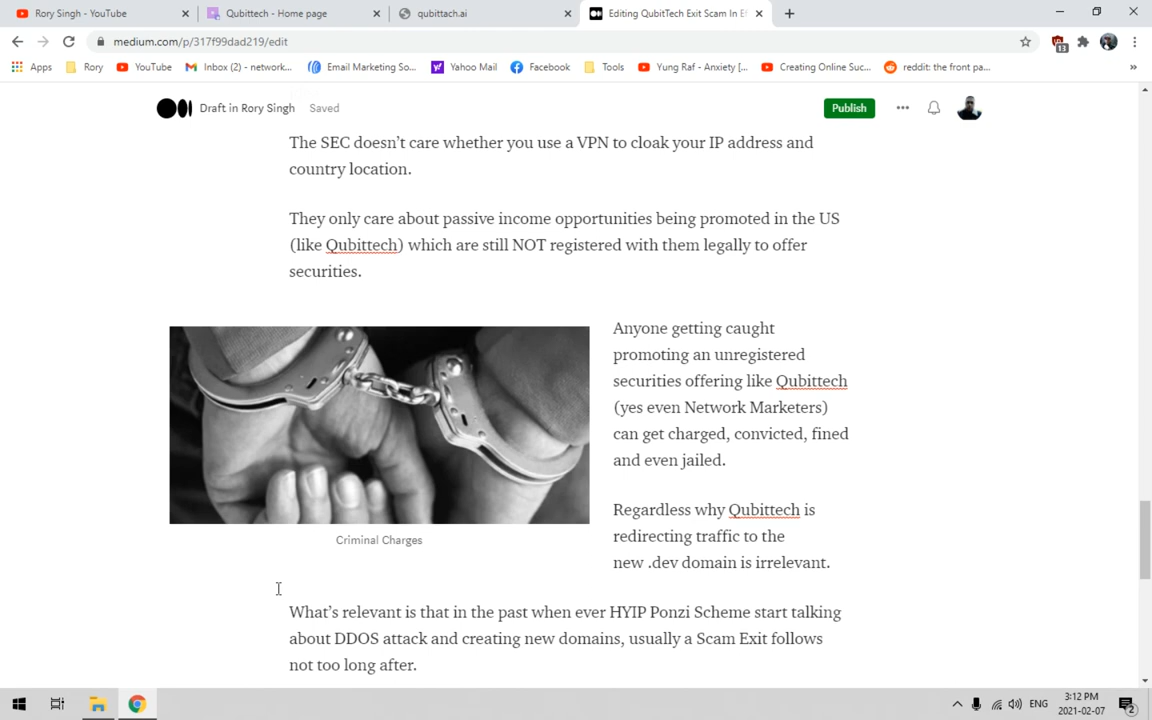 Rory Singh - YouTube
Qubittech - Home page
qubittach.ai
Editing QubitTech Exit Scam In Ef
medium.com/p/317f99dad219/edit
13
Apps
Rory
YouTube
Inbox (2) - network...
Email Marketing So...
Yahoo Mail
Facebook
Tools
Yung Raf - Anxiety [...
Creating Online Suc...
reddit: the front pa...
Draft in Rory Singh
Saved
Publish
The SEC doesn’t care whether you use a VPN to cloak your IP address and
country location.
They only care about passive income opportunities being promoted in the US
(like Qubittech) which are still NOT registered with them legally to offer
securities.
Anyone getting caught
promoting an unregistered
securities offering like Qubittech
(yes even Network Marketers)
can get charged, convicted, fined
and even jailed.
Regardless why Qubittech is
redirecting traffic to the
new .dev domain is irrelevant.
Criminal Charges
What’s relevant is that in the past when ever HYIP Ponzi Scheme start talking
about DDOS attack and creating new domains, usually a Scam Exit follows
not too long after.
ENG
3:12 PM
2021-02-07
2